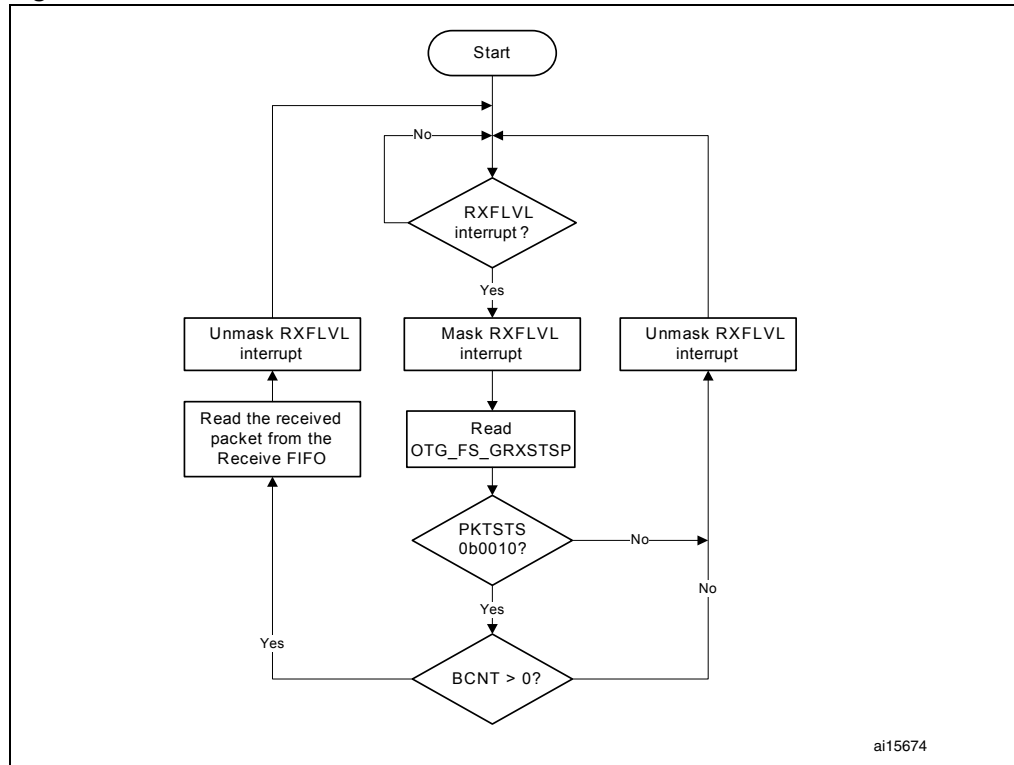 Start
No
RXFLVL
interrupt ?
Yes
Unmask RXFLVL
interrupt
Mask RXFLVL
interrupt
Unmask RXFLVL
interrupt
Read the received
packet from the
Receive FIFO
Read
OTG_FS_GRXSTSP
PKTSTS
0b0010?
No
No
Yes
Yes
BCNT > 0?
ai15674